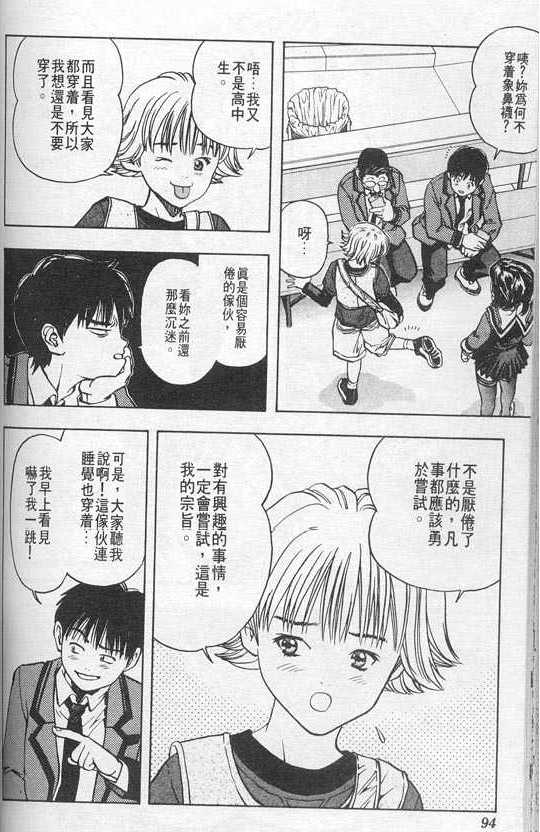 咦？妳為何不
穿着象鼻襪？
呀…
唔…我又
不是高中
生。
而且看見大家
都穿着，所以
我想還是不要
穿了。
真是個容易厭
倦的傢伙，
看妳之前還
那麼沉迷。
不是厭倦了
什麼的，凡
事都應該勇
於嘗試。
對有興趣的事情，
一定會嘗試，這是
我的宗旨。
可是，大家聽我
說啊！這傢伙連
睡覺也穿着…
我早上看見
嚇了我一跳！
94